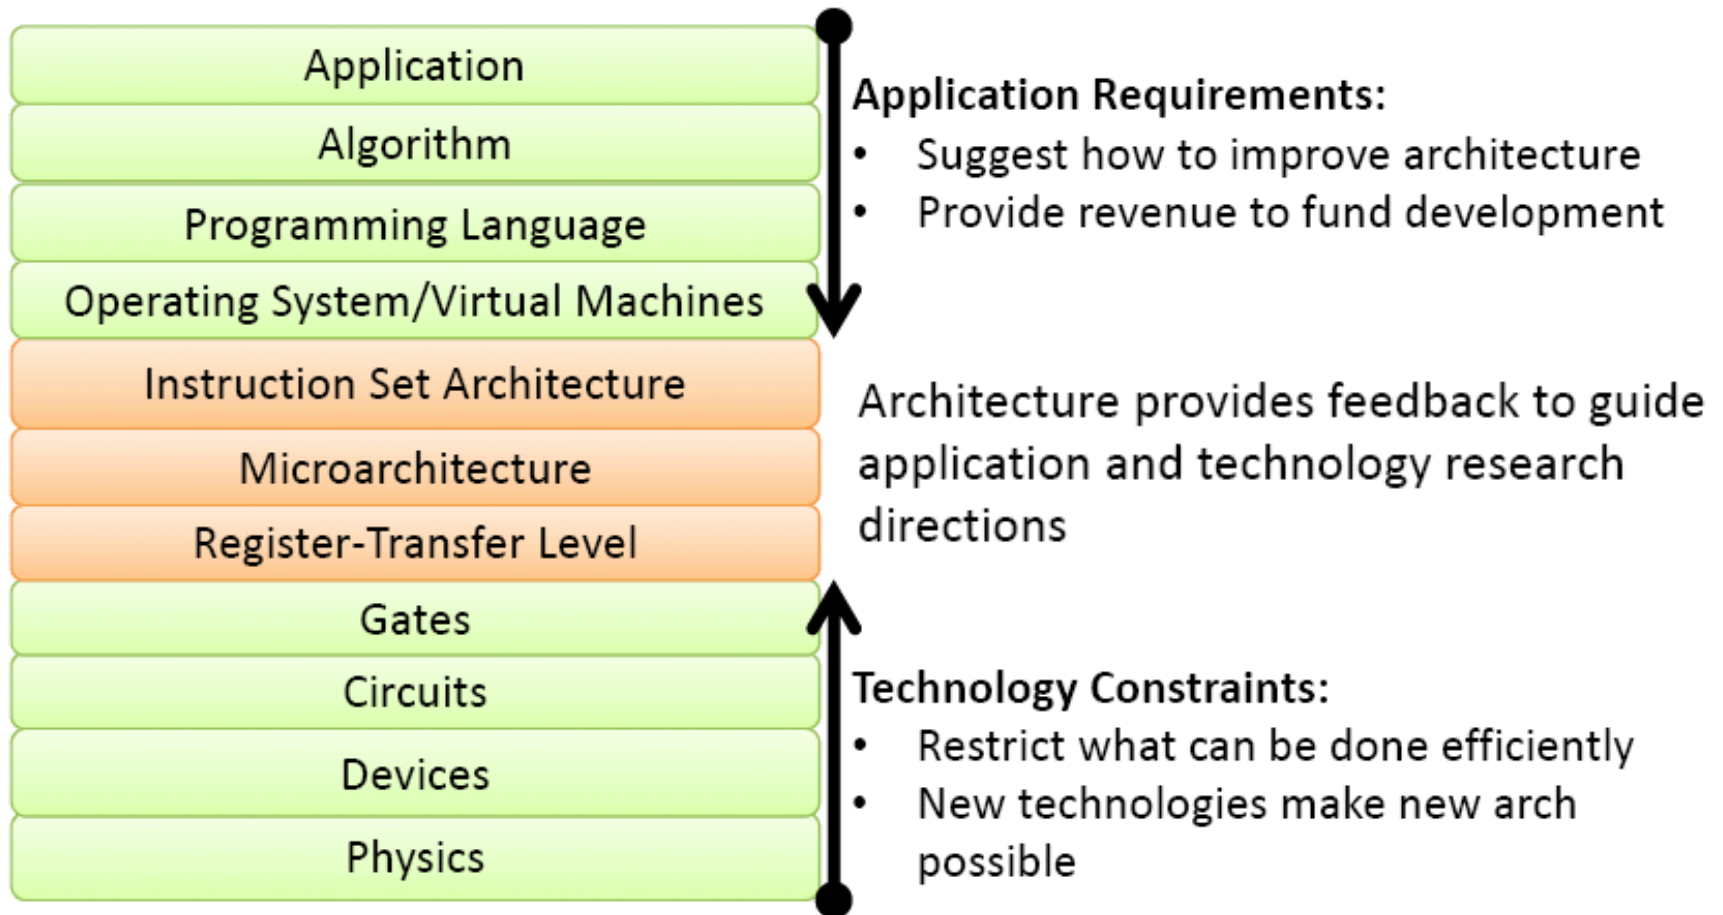 Application
Algorithm
Programming Language
Operating System/Virtual Machines
Instruction Set Architecture
Microarchitecture
Register-Transfer Level
Gates
Circuits
Devices
Physics
Application Requirements:
• Suggest how to improve architecture
• Provide revenue to fund development
Architecture provides feedback to guide
application and technology research
directions
Technology Constraints:
• Restrict what can be done efficiently
• New technologies make new arch
possible